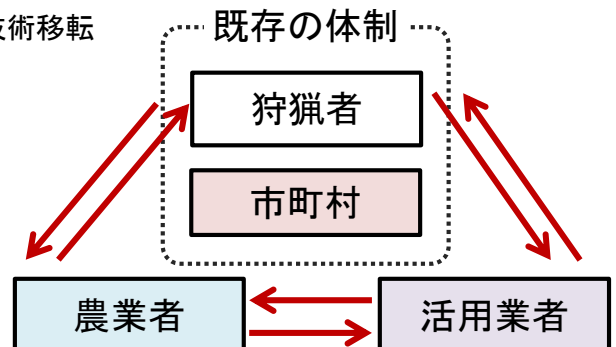 技術移転
既存の体制
狩猟者
市町村
農業者
活用業者